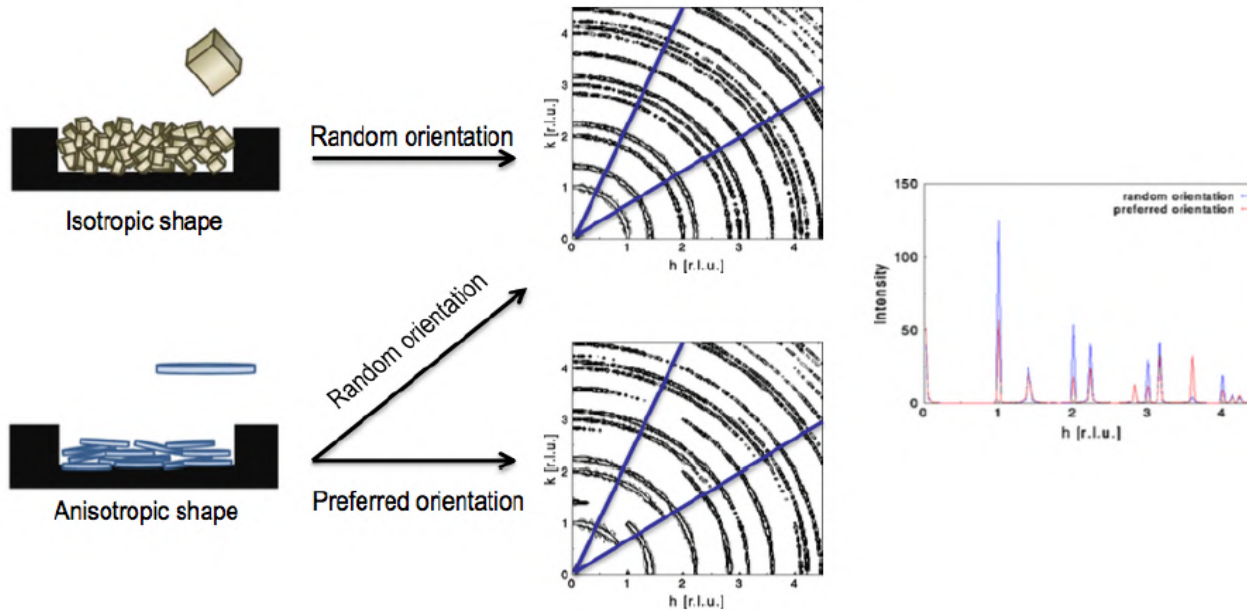 Random orientation
Isotropic shape
4
3
2
1
0
k [r.l.u.]
0 1 2 3 4
h [r.l.u.]
150
100
50
0
Intensity
random orientation
preferred orientation
0 1 2 3 4
h [r.l.u.]
Random orientation
Preferred orientation
Anisotropic shape
4
3
2
1
0
k [r.l.u.]
0 1 2 3 4
h [r.l.u.]